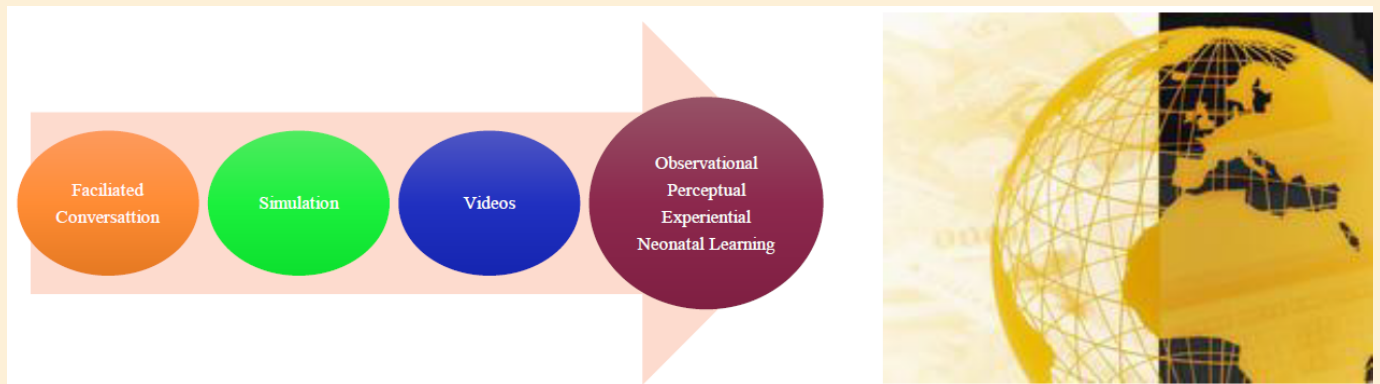 Faciliated
Conversattion
Simulation
Videos
Observational
Perceptual
Experiential
Neonatal Learning